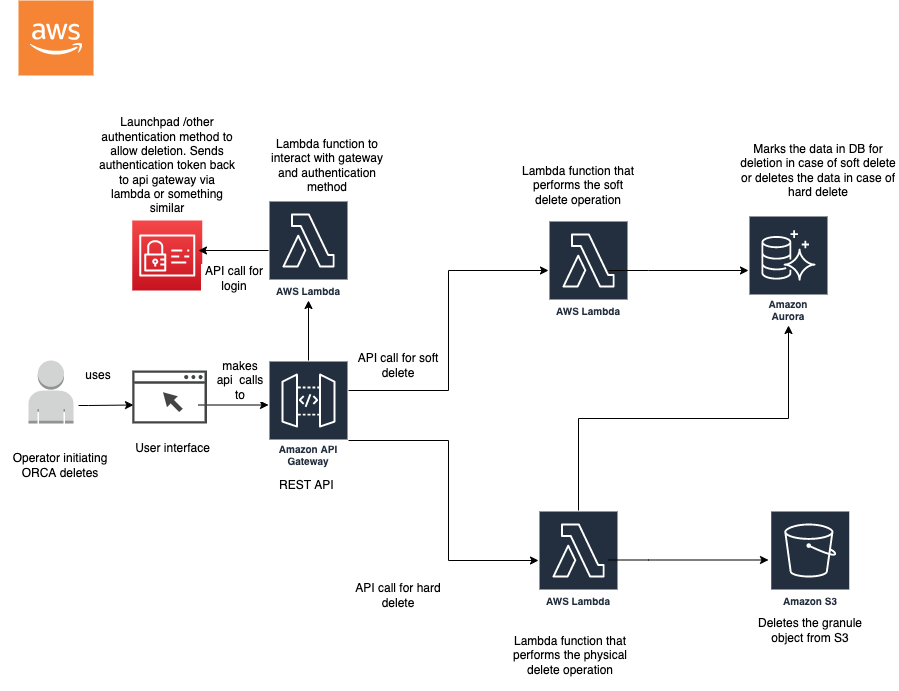 aws
Launchpad /other
authentication method to
allow deletion. Sends
authentication token back
to api gateway via
lambda or something
similar
Lambda function to
interact with gateway
and authentication
method
API call for
login
AWS Lambda
Lambda function that
performs the soft
delete operation
AWS Lambda
Marks the data in DB for
deletion in case of soft delete
or deletes the data in case of
hard delete
Amazon
Aurora
uses
Operator initiating
ORCA deletes
User interface
makes
api calls
to
Amazon API
Gateway
REST API
API call for soft
delete
API call for hard
delete
AWS Lambda
Lambda function that
performs the physical
delete operation
Amazon S3
Deletes the granule
object from S3